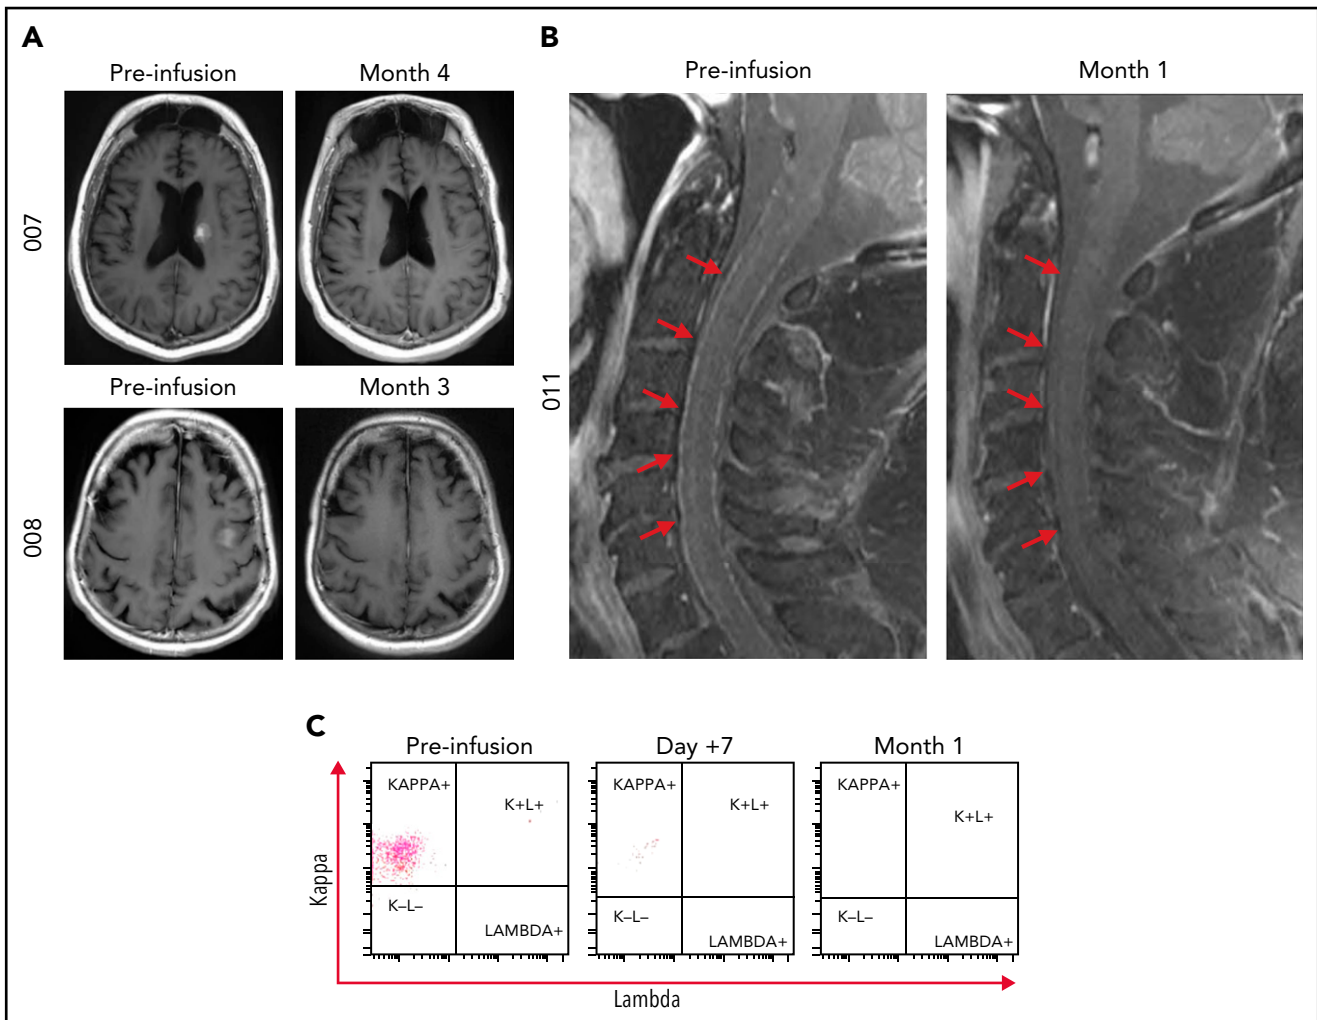 A
Pre-infusion
Month 4
007
Pre-infusion
Month 3
008
B
Pre-infusion
Month 1
011
C
Pre-infusion
Day +7
Month 1
KAPPA+
K+L+
K–L–
LAMBDA+
KAPPA+
K+L+
K–L–
LAMBDA+
KAPPA+
K+L+
K–L–
LAMBDA+
Kappa
Lambda